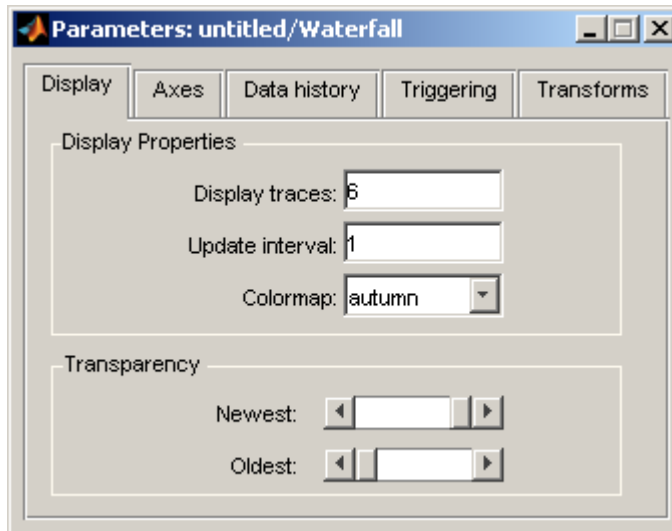 Parameters: untitled/Waterfall
Display Axes Data history Triggering Transforms
Display Properties
Display traces: 6
Update interval: 1
Colormap: autumn
Transparency
Newest:
Oldest: